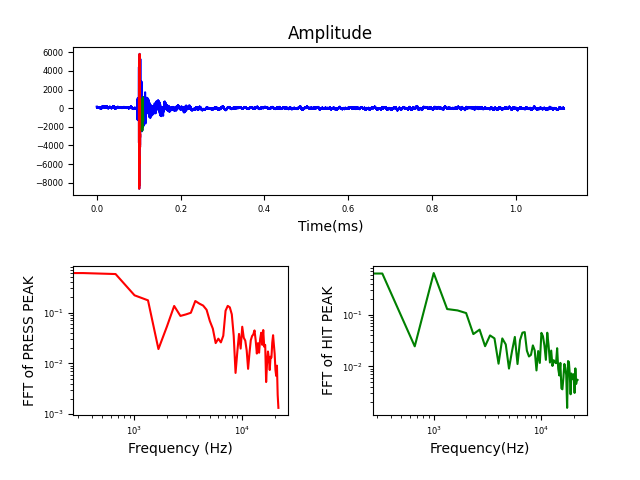 Amplitude
6000
4000
2000
0
−2000
−4000
−6000
−8000
0.0 0.2 0.4 0.6 0.8 1.0
Time(ms)
FFT of PRESS PEAK
10⁻¹
10⁻²
10⁻³
10³ 10⁴
Frequency (Hz)
FFT of HIT PEAK
10⁻¹
10⁻²
10³ 10⁴
Frequency(Hz)